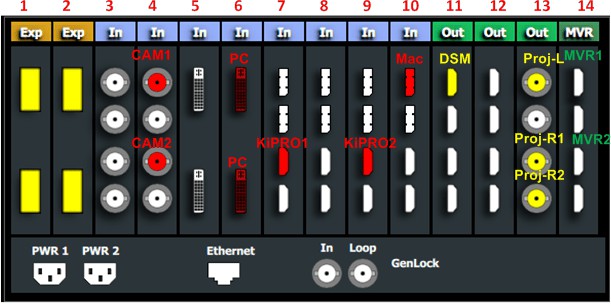 1 2 3 4 5 6 7 8 9 10 11 12 13 14
Exp Exp In In In In In In In In Out Out Out MVR
CAM1 PC Mac DSM Proj-L MVR1
CAM2 KiPRO1 KiPRO2 Proj-R1 MVR2
PC Proj-R2
PWR 1 PWR 2 Ethernet In Loop GenLock